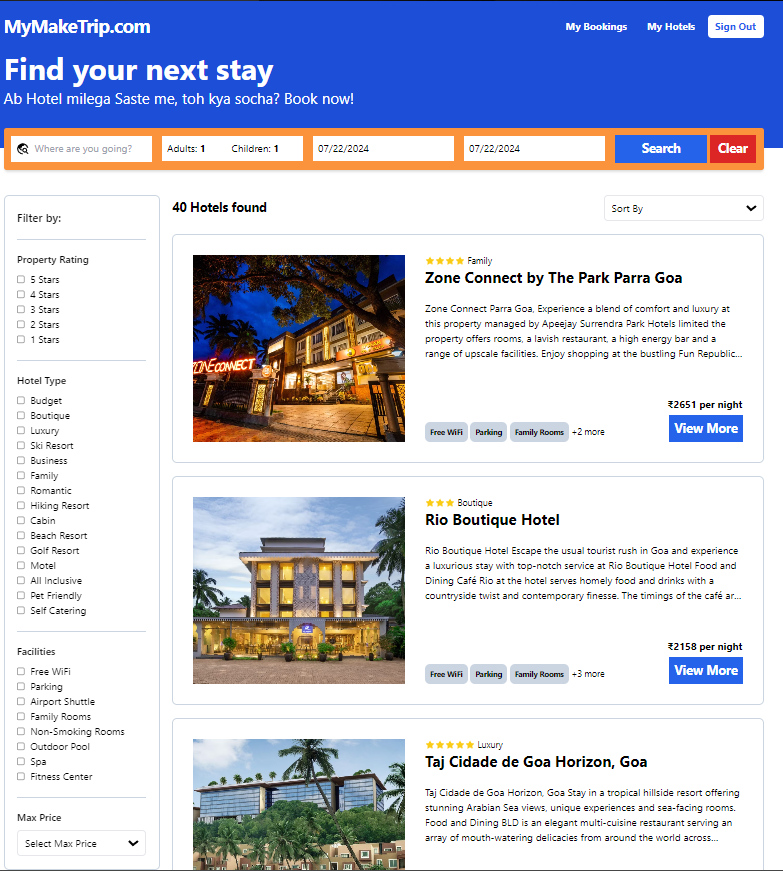 MyMakeTrip.com
My Bookings
My Hotels
Sign Out
Find your next stay
Ab Hotel milega Saste me, toh kya socha? Book now!
Where are you going?
Adults: 1
Children: 1
07/22/2024
07/22/2024
Search
Clear
Filter by:
Property Rating
5 Stars
4 Stars
3 Stars
2 Stars
1 Stars
Hotel Type
Budget
Boutique
Luxury
Ski Resort
Business
Family
Romantic
Hiking Resort
Cabin
Beach Resort
Golf Resort
Motel
All Inclusive
Pet Friendly
Self Catering
Facilities
Free WiFi
Parking
Airport Shuttle
Family Rooms
Non-Smoking Rooms
Outdoor Pool
Spa
Fitness Center
Max Price
Select Max Price
40 Hotels found
Sort By
ZONE CONNECT
Family
Zone Connect by The Park Parra Goa
Zone Connect Parra Goa, Experience a blend of comfort and luxury at
this property managed by Apeejay Surrendra Park Hotels limited the
property offers rooms, a lavish restaurant, a high energy bar and a
range of upscale facilities. Enjoy shopping at the bustling Fun Republic...
₹2651 per night
Free WiFi
Parking
Family Rooms
+2 more
View More
Boutique
Rio Boutique Hotel
Rio Boutique Hotel Escape the usual tourist rush in Goa and experience
a luxurious stay with top-notch service at Rio Boutique Hotel Food and
Dining Café Rio at the hotel serves homely food and drinks with a
countryside twist and contemporary finesse. The timings of the café ar...
₹2158 per night
Free WiFi
Parking
Family Rooms
+3 more
View More
Luxury
Taj Cidade de Goa Horizon, Goa
Taj Cidade de Goa Horizon, Goa Stay in a tropical hillside resort offering
stunning Arabian Sea views, unique experiences and sea-facing rooms.
Food and Dining BLD is an elegant multi-cuisine restaurant serving an
array of mouth-watering delicacies from around the world across...